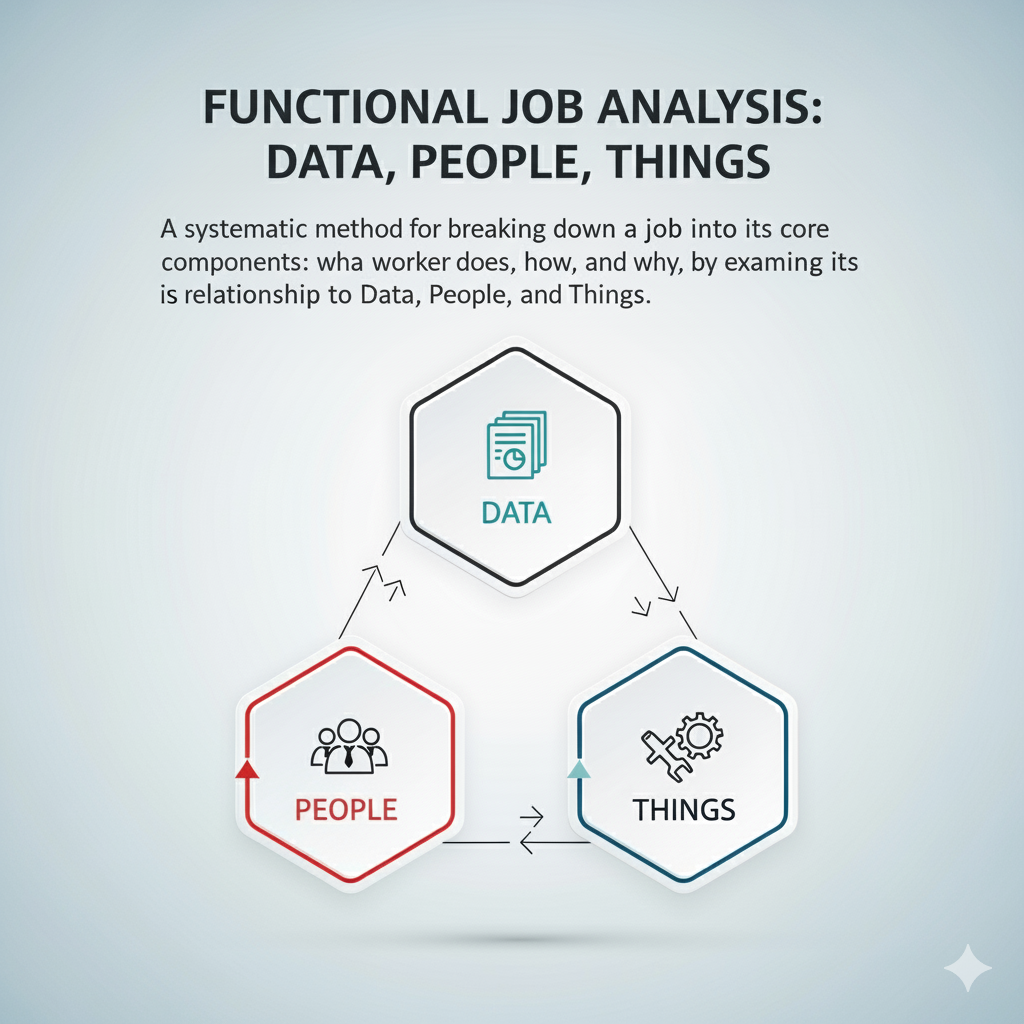 FUNCTIONAL JOB ANALYSIS:
DATA, PEOPLE, THINGS
A systematic method for breaking down a job into its core
components: wha worker does, how, and why, by examing its
is relationship to Data, People, and Things.
DATA
PEOPLE
THINGS